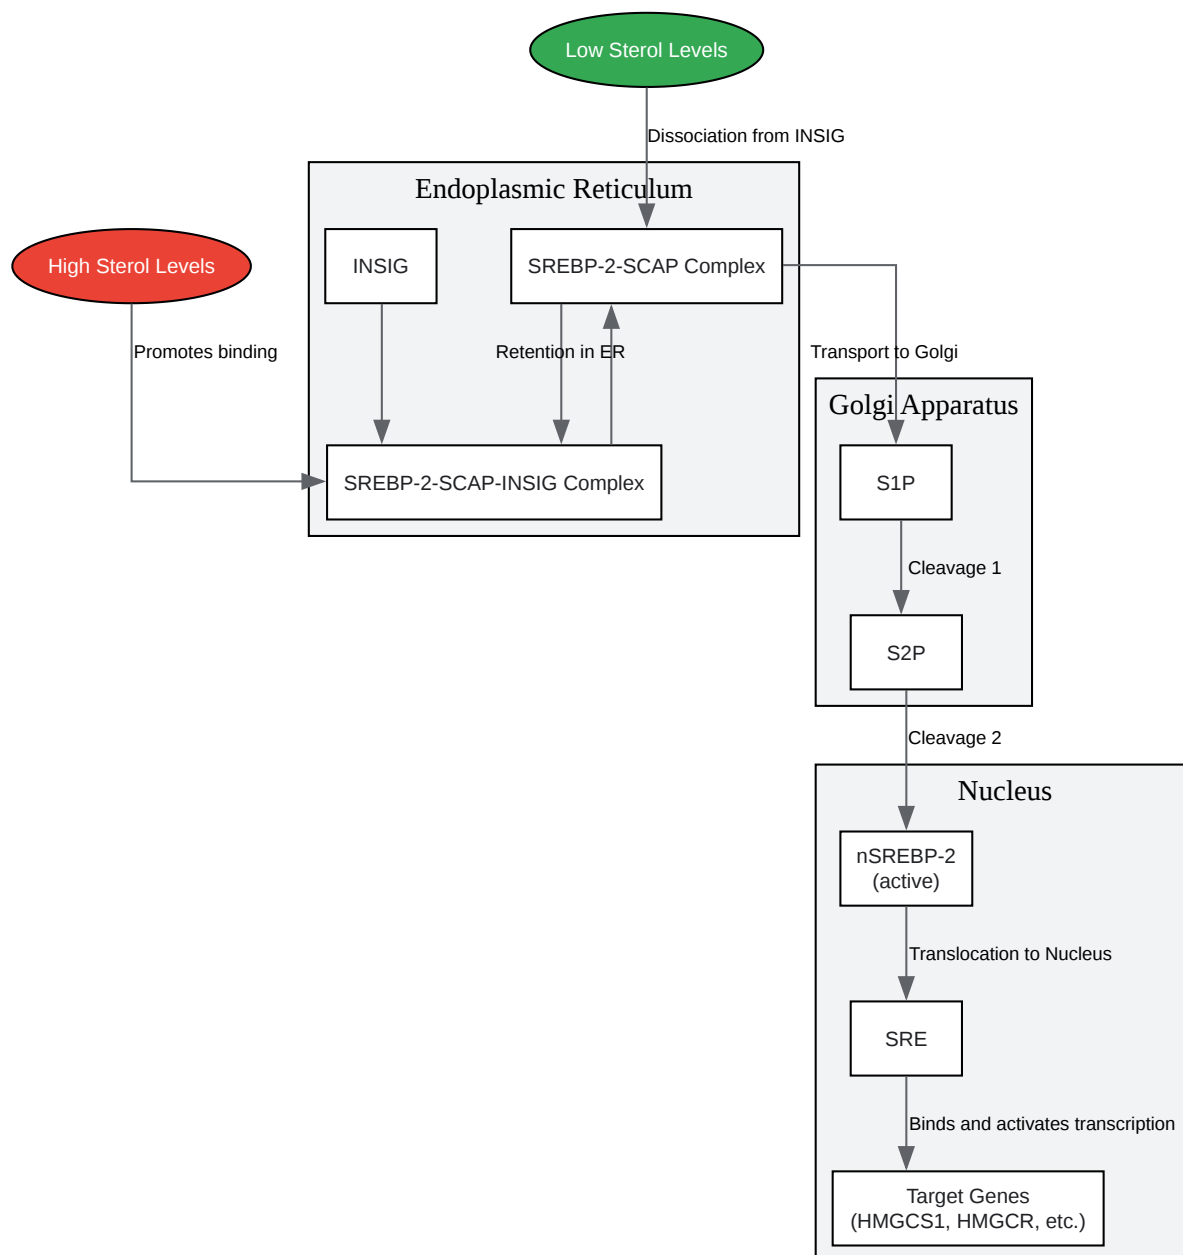 Low Sterol Levels
Dissociation from INSIG
Endoplasmic Reticulum
High Sterol Levels
INSIG
SREBP-2-SCAP Complex
Promotes binding
Retention in ER
Transport to Golgi
Golgi Apparatus
SREBP-2-SCAP-INSIG Complex
S1P
Cleavage 1
S2P
Cleavage 2
Nucleus
nSREBP-2
(active)
Translocation to Nucleus
SRE
Binds and activates transcription
Target Genes
(HMGCS1, HMGCR, etc.)